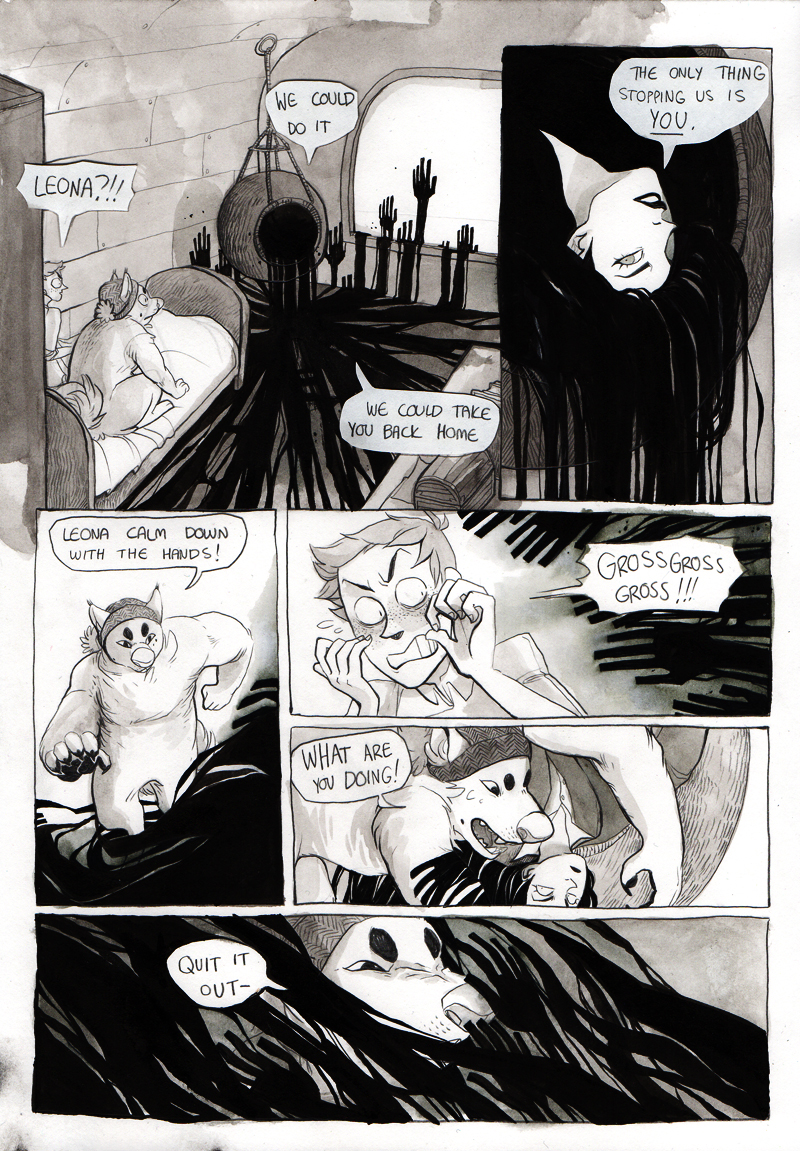 LEONA?!!
WE COULD
DO IT
WE COULD TAKE
YOU BACK HOME
THE ONLY THING
STOPPING US IS
YOU.
LEONA CALM DOWN
WITH THE HANDS!
GROSSGROSS
GROSS!!!
WHAT ARE
YOU DOING!
QUIT IT
OUT-